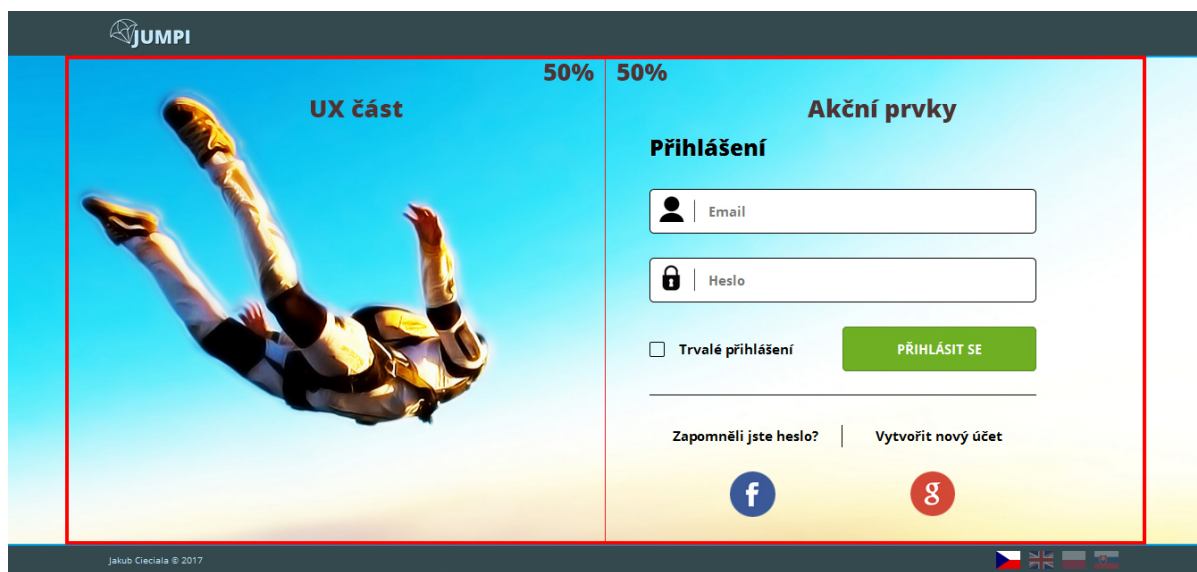 JUMPI
50% 50%
UX část
Akční prvky
Přihlášení
Email
Heslo
Trvalé přihlášení
PŘIHLÁSIT SE
Zapomněli jste heslo? Vytvořit nový účet
f g
Jakub Cieciala © 2017